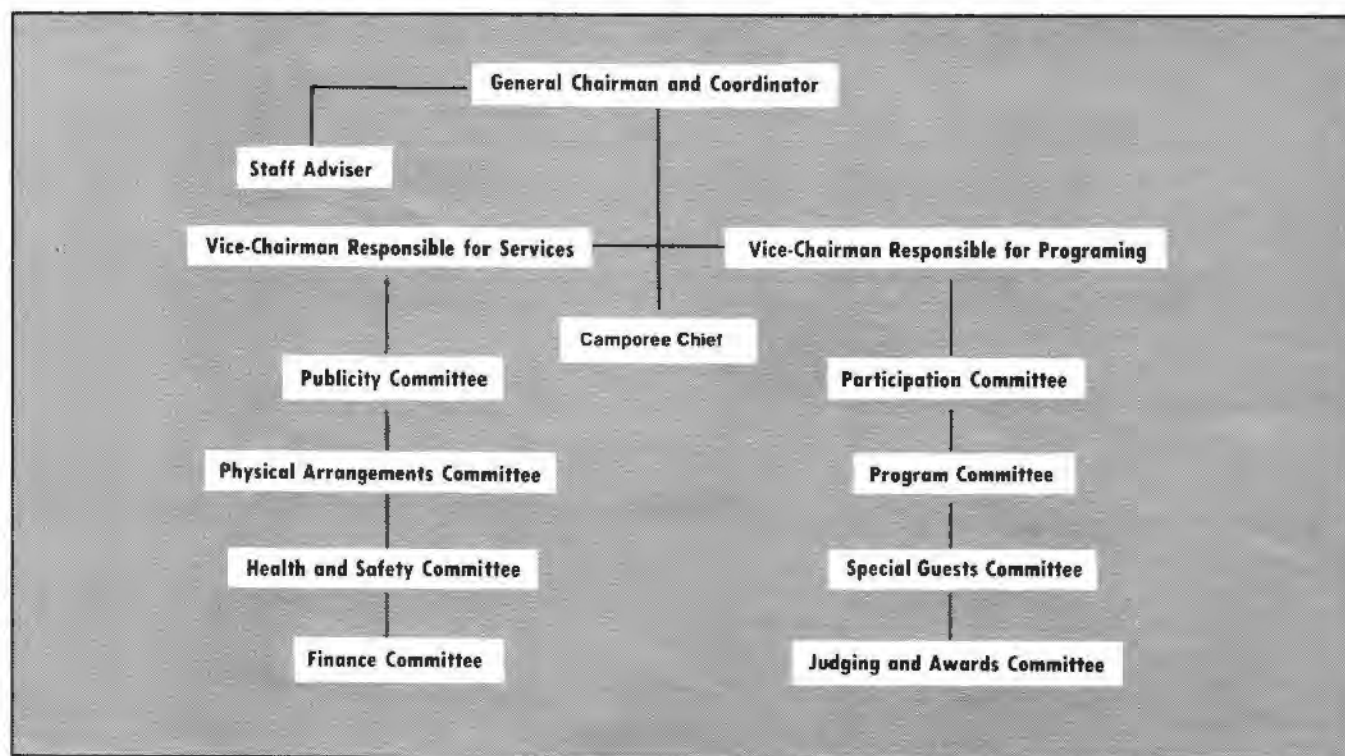 General Chairman and Coordinator
Staff Adviser
Vice-Chairman Responsible for Services
Vice-Chairman Responsible for Programing
Camporee Chief
Publicity Committee
Participation Committee
Physical Arrangements Committee
Program Committee
Health and Safety Committee
Special Guests Committee
Finance Committee
Judging and Awards Committee